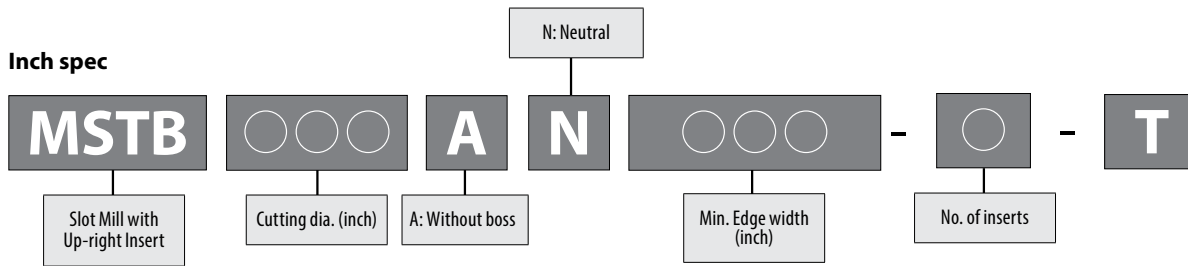 N: Neutral
Inch spec
MSTB ○○○ A N ○○○ - ○ - T
Slot Mill with
Up-right Insert
Cutting dia. (inch)
A: Without boss
Min. Edge width
(inch)
No. of inserts